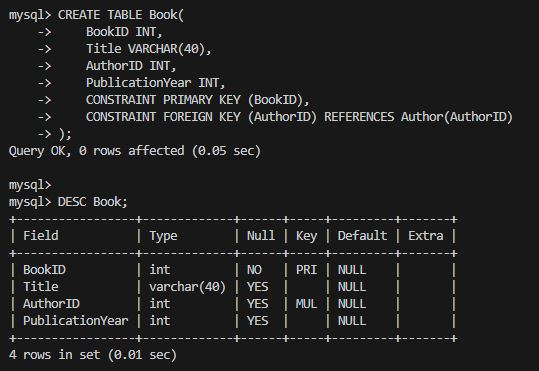 mysql> CREATE TABLE Book(
    ->     BookID INT,
    ->     Title VARCHAR(40),
    ->     AuthorID INT,
    ->     PublicationYear INT,
    ->     CONSTRAINT PRIMARY KEY (BookID),
    ->     CONSTRAINT FOREIGN KEY (AuthorID) REFERENCES Author(AuthorID)
    -> );
Query OK, 0 rows affected (0.05 sec)

mysql>
mysql> DESC Book;
+-----------------+-------------+------+-----+---------+-------+
| Field           | Type        | Null | Key | Default | Extra |
+-----------------+-------------+------+-----+---------+-------+
| BookID          | int         | NO   | PRI | NULL    |       |
| Title           | varchar(40) | YES  |     | NULL    |       |
| AuthorID        | int         | YES  | MUL | NULL    |       |
| PublicationYear | int         | YES  |     | NULL    |       |
+-----------------+-------------+------+-----+---------+-------+
4 rows in set (0.01 sec)